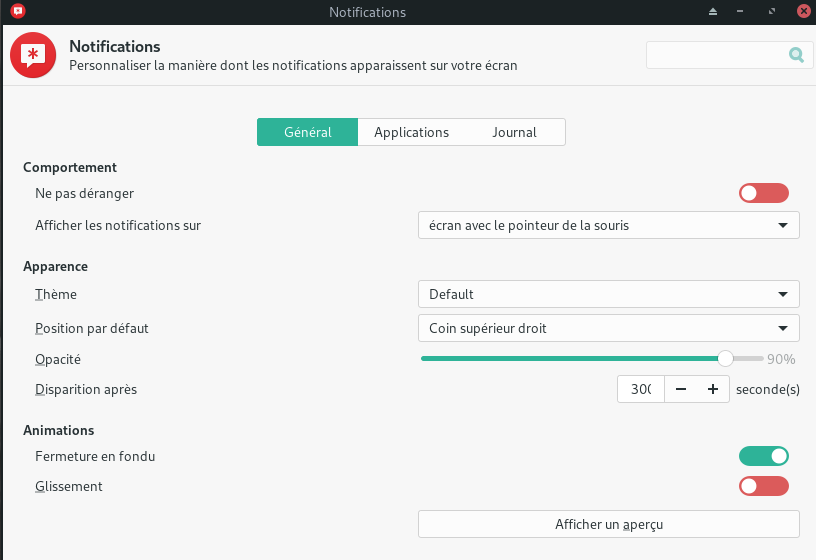 Notifications
Notifications
Personnaliser la manière dont les notifications apparaissent sur votre écran
Général Applications Journal
Comportement
Ne pas déranger
Afficher les notifications sur écran avec le pointeur de la souris
Apparence
Thème Default
Position par défaut Coin supérieur droit
Opacité 90%
Disparition après 300 − + seconde(s)
Animations
Fermeture en fondu
Glissement
Afficher un aperçu